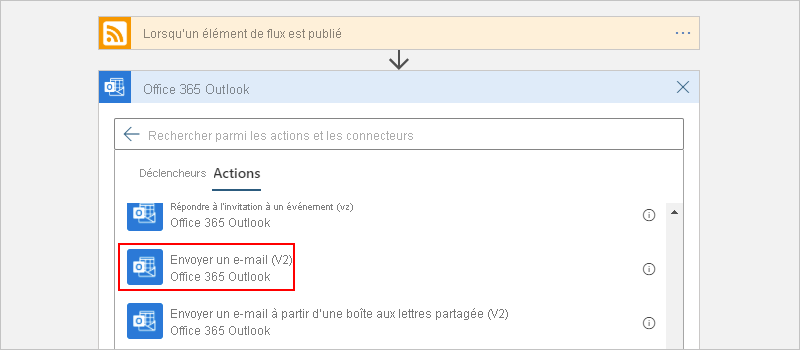 Lorsqu'un élément de flux est publié
Office 365 Outlook
Rechercher parmi les actions et les connecteurs
Déclencheurs Actions
Répondre à l'invitation à un événement (vz)
Office 365 Outlook
Envoyer un e-mail (V2)
Office 365 Outlook
Envoyer un e-mail à partir d'une boîte aux lettres partagée (V2)
Office 365 Outlook